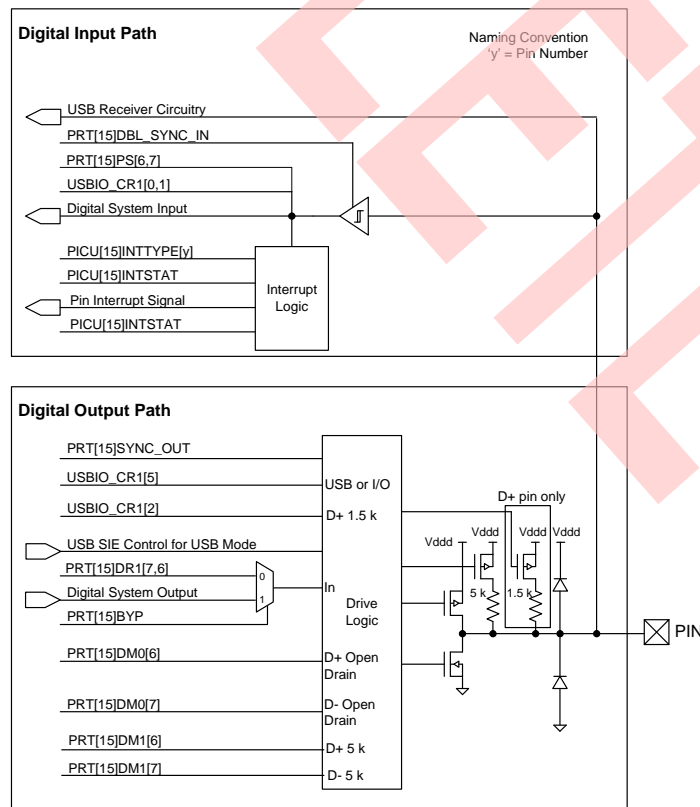 Digital Input Path
Naming Convention
'y' = Pin Number
USB Receiver Circuitry
PRT[15]DBL_SYNC_IN
PRT[15]PS[6,7]
USBIO_CR1[0,1]
Digital System Input
PICU[15]INTTYPE[y]
PICU[15]INTSTAT
Pin Interrupt Signal
PICU[15]INTSTAT
Interrupt
Logic
Digital Output Path
PRT[15]SYNC_OUT
USBIO_CR1[5]
USB or I/O
USBIO_CR1[2]
D+ 1.5 k
D+ pin only
Vddd
Vddd
Vddd
Vddd
USB SIE Control for USB Mode
PRT[15]DR1[7,6]
0
Digital System Output
1
In
PRT[15]BYP
Drive
Logic
5 k
1.5 k
PIN
PRT[15]DM0[6]
D+ Open
Drain
PRT[15]DM0[7]
D- Open
Drain
PRT[15]DM1[6]
D+ 5 k
PRT[15]DM1[7]
D- 5 k